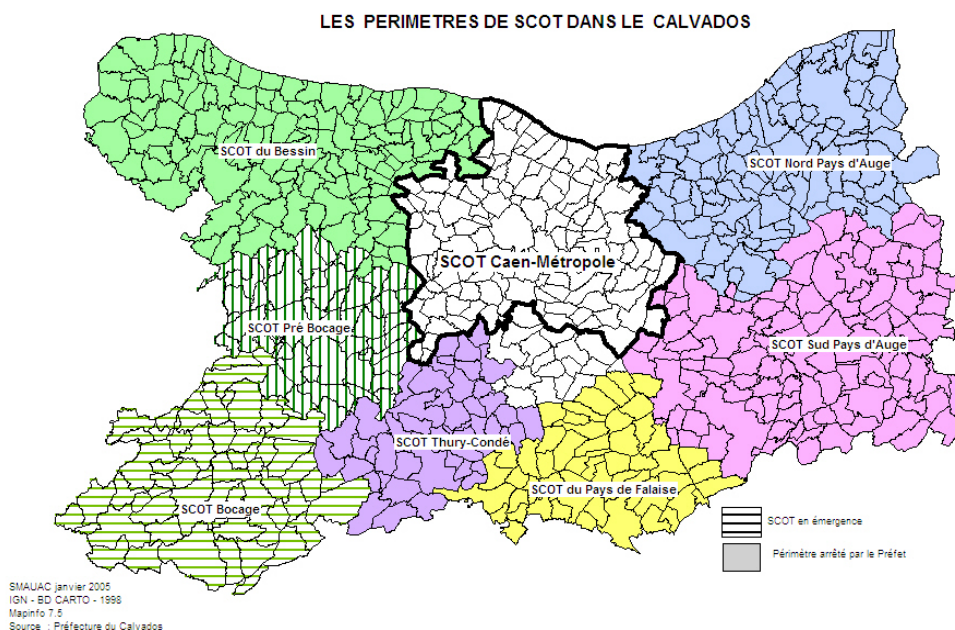 LES PERIMETRES DE SCOT DANS LE CALVADOS
SCOT du Bessin
SCOT Nord Pays d'Auge
SCOT Caen-Métropole
SCOT Pré Bocage
SCOT Sud Pays d'Auge
SCOT Thury-Condé
SCOT du Pays de Falaise
SCOT Bocage
SCOT en émergence
Périmètre arrêté par le Préfet
SMAUAC janvier 2005
IGN - BD CARTO - 1998
Mapinfo 7.5
Source : Préfecture du Calvados